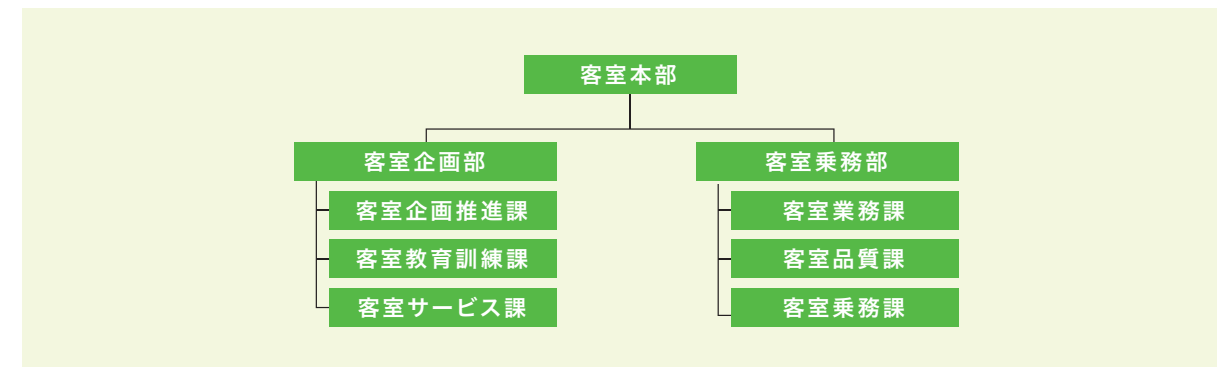 客室本部
客室企画部
客室企画推進課
客室教育訓練課
客室サービス課
客室乗務部
客室業務課
客室品質課
客室乗務課